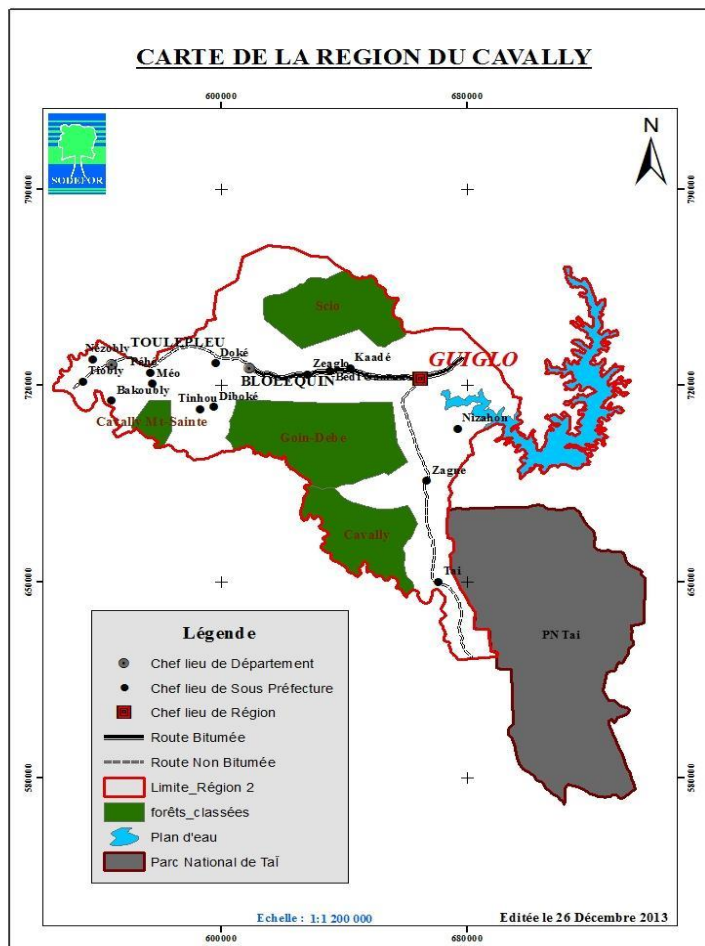 CARTE DE LA REGION DU CAVALLY
600000 680000
N
SODEFOR
790000 790000
Scio
TOULEPLEU
Nézobly
Péhé
Doké
Zeaglo
Kaadé
GUIGLO
Tiobly
Méo
BLOLEQUIN
720000 720000
Bakoubly
Tinhou
Diboké
Nizahon
Cavally Mt-Sainte
Goin-Debe
Zagne
Cavally
650000 650000
Tai
PN Tai
Légende
Chef lieu de Département
Chef lieu de Sous Préfecture
Chef lieu de Région
Route Bitumée
Route Non Bitumée
Limite_Région 2
forêts_classées
Plan d'eau
Parc National de TaÏ
580000 580000
Echelle : 1:1 200 000
Editée le 26 Décembre 2013
600000 680000